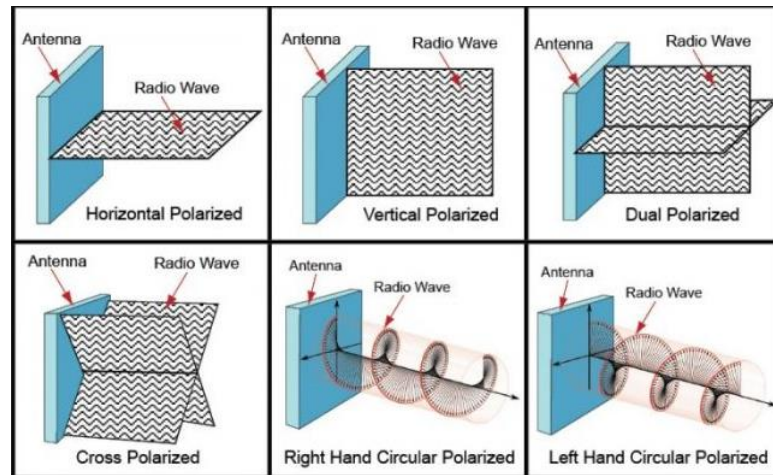 Antenna
Radio Wave
Horizontal Polarized
Antenna
Radio Wave
Vertical Polarized
Antenna
Radio Wave
Dual Polarized
Antenna
Radio Wave
Cross Polarized
Antenna
Radio Wave
Right Hand Circular Polarized
Antenna
Radio Wave
Left Hand Circular Polarized